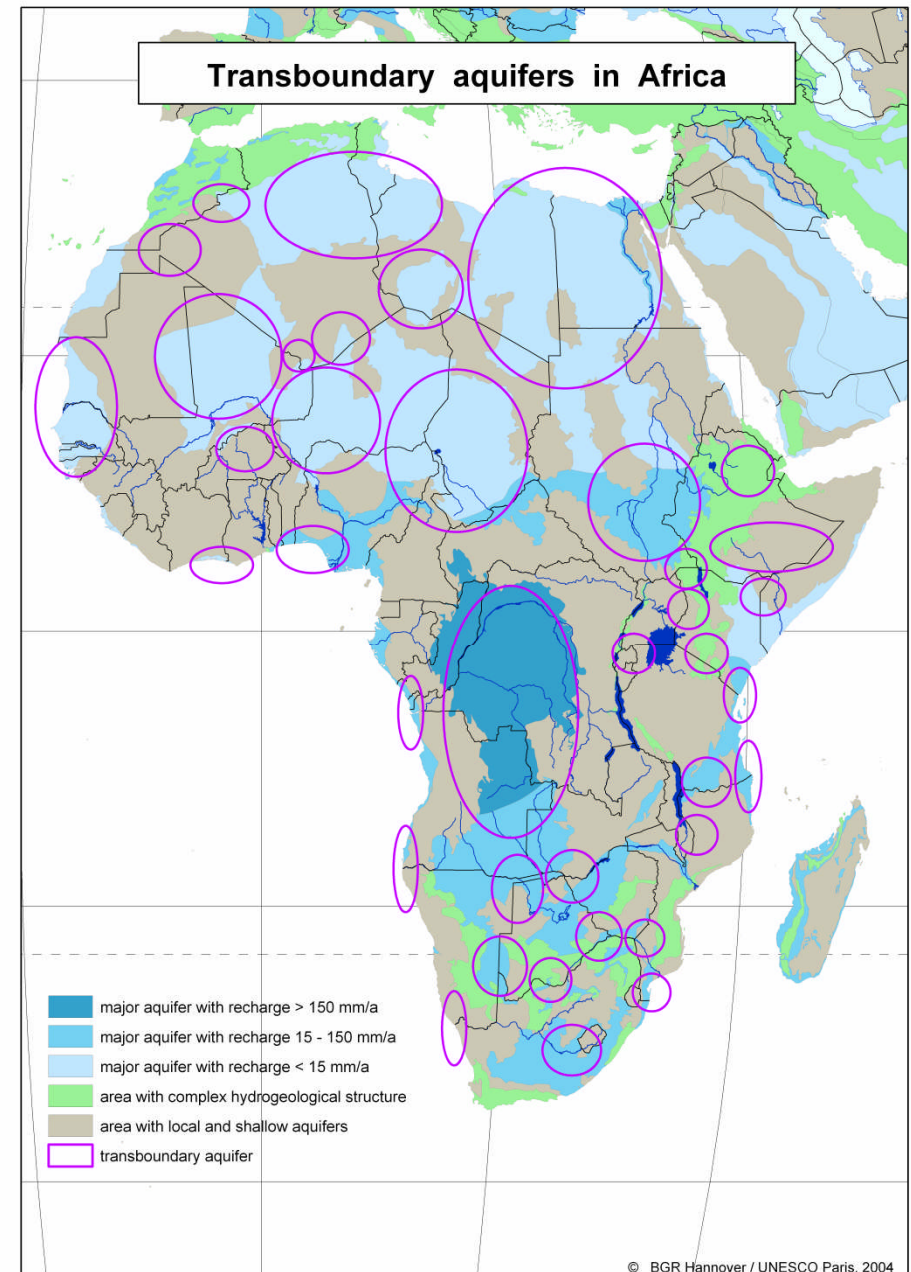 Transboundary aquifers in Africa
major aquifer with recharge > 150 mm/a
major aquifer with recharge 15 - 150 mm/a
major aquifer with recharge < 15 mm/a
area with complex hydrogeological structure
area with local and shallow aquifers
transboundary aquifer
© BGR Hannover / UNESCO Paris, 2004